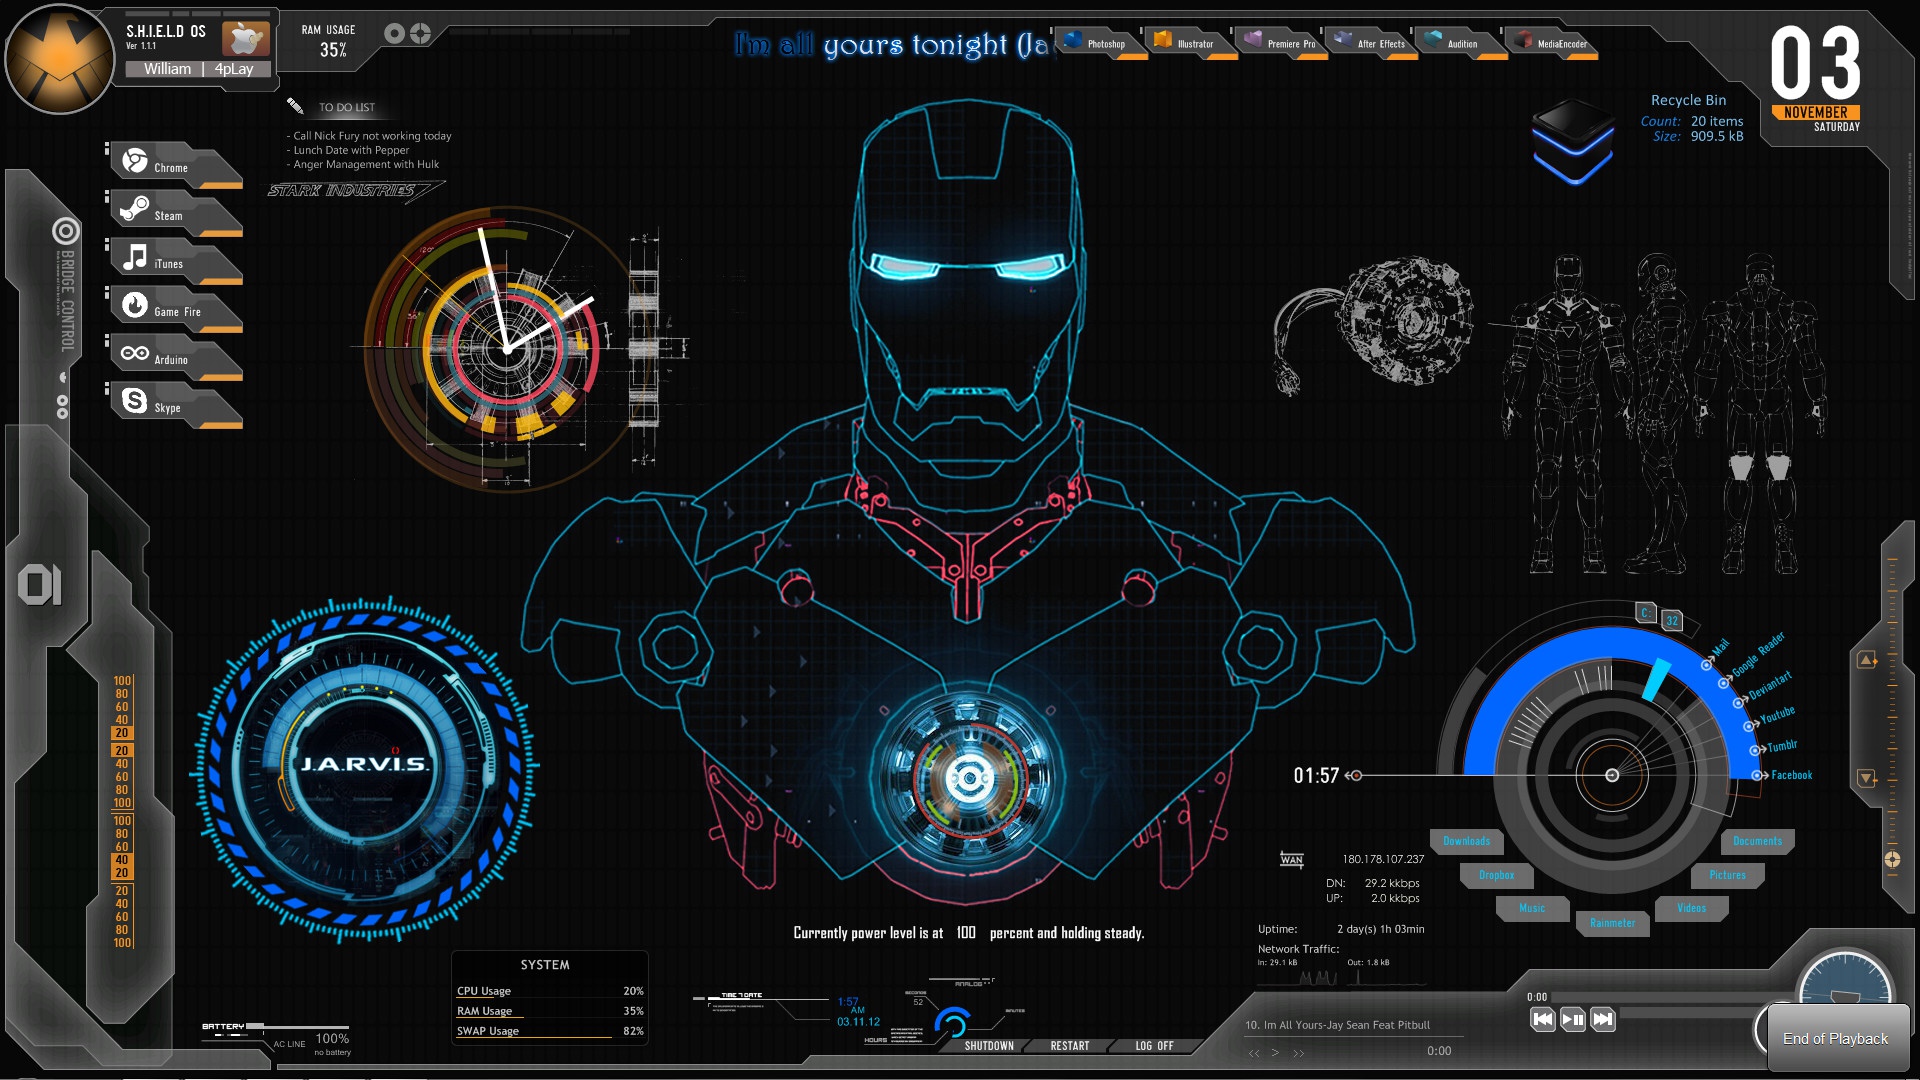 S.H.I.E.L.D OS
Ver 1.1.1
William | 4pLay
RAM USAGE
35%
I'm all yours tonight (Ja
Photoshop
Illustrator
Premiere Pro
After Effects
Audition
MediaEncoder
03
NOVEMBER
SATURDAY
Recycle Bin
Count: 20 items
Size: 909.5 kB
TO DO LIST
- Call Nick Fury not working today
- Lunch Date with Pepper
- Anger Management with Hulk
STARK INDUSTRIES
Chrome
Steam
iTunes
Game Fire
Arduino
Skype
BRIDGE CONTROL
01
100
80
60
40
20
20
40
60
80
100
100
80
60
40
20
20
40
60
80
100
J.A.R.V.I.S.
C:
32
Mail
Google Reader
Deviantart
Youtube
Tumblr
Facebook
01:57
Downloads
Dropbox
Music
Rainmeter
Videos
Pictures
Documents
WAN
180.178.107.237
DN: 29.2 kkbps
UP: 2.0 kkbps
Uptime: 2 day(s) 1h 03min
Network Traffic:
In: 29.1 kB Out: 1.8 kB
Currently power level is at 100 percent and holding steady.
SYSTEM
CPU Usage 20%
RAM Usage 35%
SWAP Usage 82%
BATTERY
AC LINE
100%
no battery
TIME 7 DATE
1:57
AM
03.11.12
ANALOG
SECONDS
52
MINUTES
HOURS
SHUTDOWN
RESTART
LOG OFF
10. Im All Yours-Jay Sean Feat Pitbull
<< > >>
0:00
0:00
End of Playback